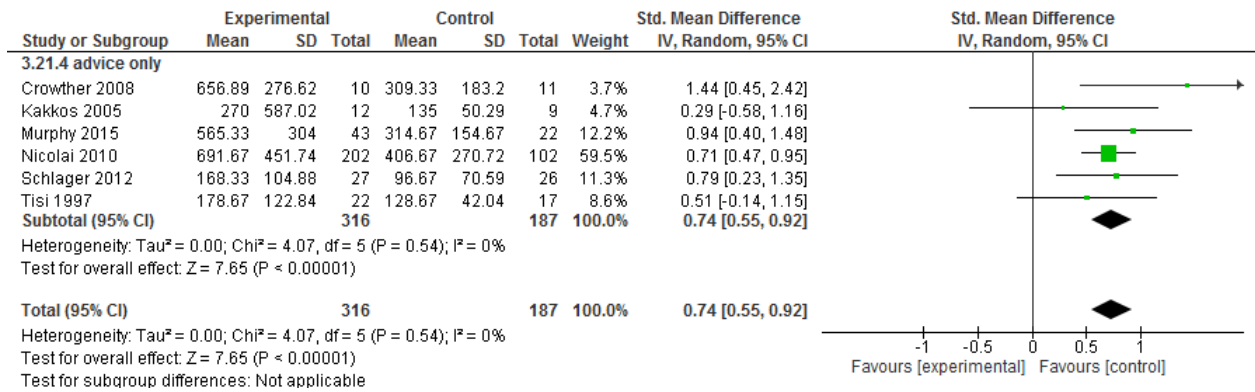 Experimental Control Std. Mean Difference Std. Mean Difference
Study or Subgroup Mean SD Total Mean SD Total Weight IV, Random, 95% CI IV, Random, 95% CI
3.21.4 advice only
Crowther 2008 656.89 276.62 10 309.33 183.2 11 3.7% 1.44 [0.45, 2.42]
Kakkos 2005 270 587.02 12 135 50.29 9 4.7% 0.29 [-0.58, 1.16]
Murphy 2015 565.33 304 43 314.67 154.67 22 12.2% 0.94 [0.40, 1.48]
Nicolai 2010 691.67 451.74 202 406.67 270.72 102 59.5% 0.71 [0.47, 0.95]
Schlager 2012 168.33 104.88 27 96.67 70.59 26 11.3% 0.79 [0.23, 1.35]
Tisi 1997 178.67 122.84 22 128.67 42.04 17 8.6% 0.51 [-0.14, 1.15]
Subtotal (95% CI) 316 187 100.0% 0.74 [0.55, 0.92]
Heterogeneity: Tau² = 0.00; Chi² = 4.07, df = 5 (P = 0.54); I² = 0%
Test for overall effect: Z = 7.65 (P < 0.00001)
Total (95% CI) 316 187 100.0% 0.74 [0.55, 0.92]
Heterogeneity: Tau² = 0.00; Chi² = 4.07, df = 5 (P = 0.54); I² = 0%
Test for overall effect: Z = 7.65 (P < 0.00001)
Test for subgroup differences: Not applicable
-1 -0.5 0 0.5 1
Favours [experimental] Favours [control]